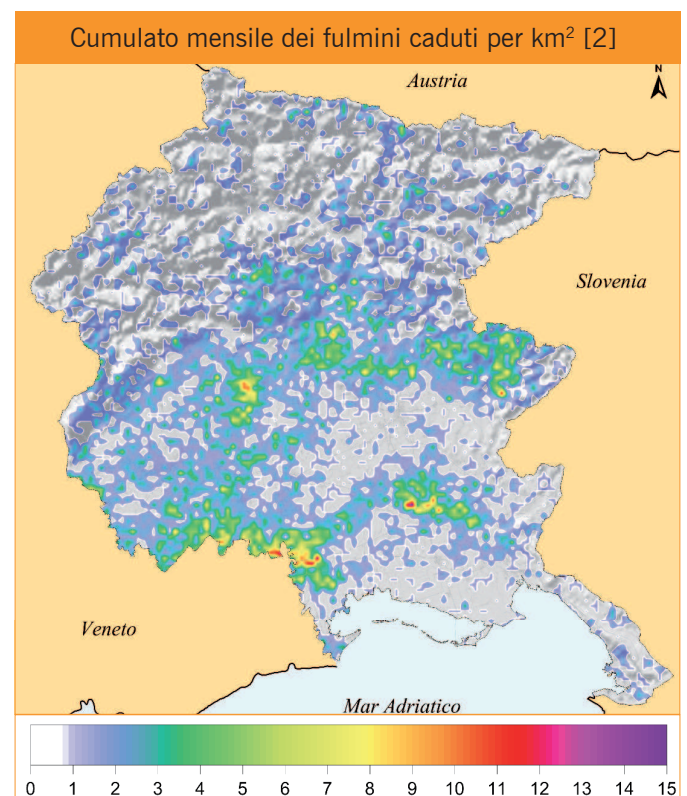 Cumulato mensile dei fulmini caduti per km² [2]
Austria
N
Slovenia
Veneto
Mar Adriatico
0 1 2 3 4 5 6 7 8 9 10 11 12 13 14 15